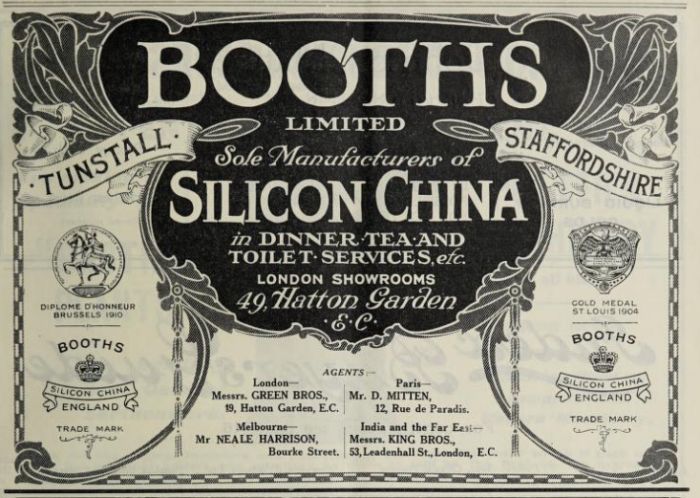 BOOTHS
LIMITED
TUNSTALL·
STAFFORDSHIRE
Sole Manufacturers of
SILICON CHINA
in DINNER·TEA·AND
TOILET·SERVICES, etc.
LONDON SHOWROOMS
49, Hatton Garden
·E·C·
DIPLOME D'HONNEUR
BRUSSELS 1910
BOOTHS
SILICON CHINA
ENGLAND
TRADE MARK
GOLD MEDAL
ST LOUIS 1904
BOOTHS
SILICON CHINA
ENGLAND
TRADE MARK
AGENTS:—
London—
Messrs. GREEN BROS.,
19, Hatton Garden, E.C.
Paris—
Mr. D. MITTEN,
12, Rue de Paradis.
Melbourne—
Mr NEALE HARRISON,
Bourke Street.
India and the Far East—
Messrs. KING BROS.,
53, Leadenhall St., London, E.C.